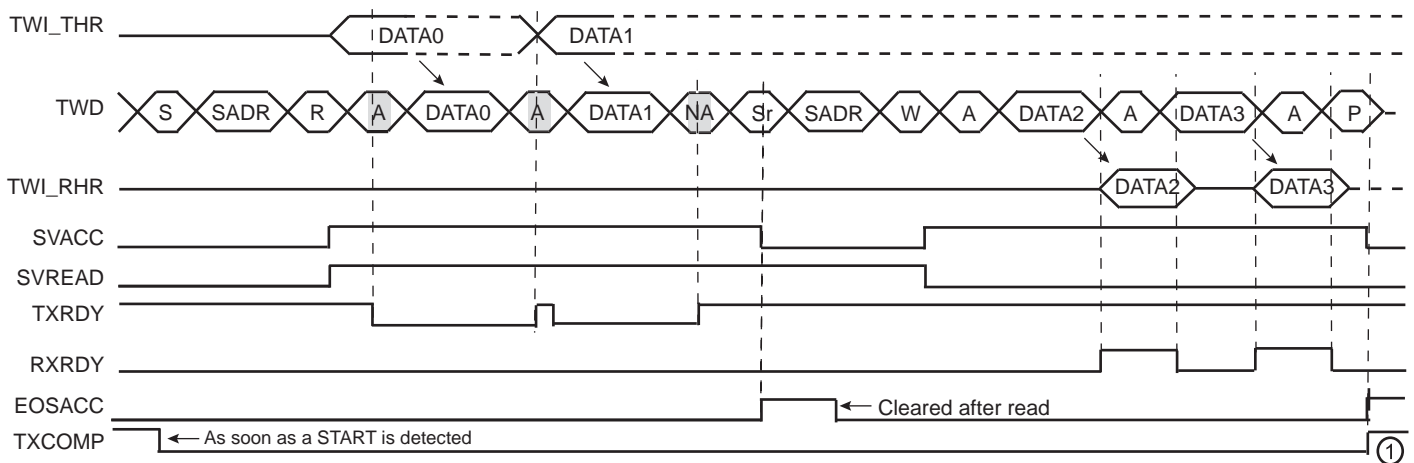 TWI_THR DATA0 DATA1
TWD S SADR R A DATA0 A DATA1 NA Sr SADR W A DATA2 A DATA3 A P
TWI_RHR DATA2 DATA3
SVACC
SVREAD
TXRDY
RXRDY
EOSACC Cleared after read
TXCOMP As soon as a START is detected 1